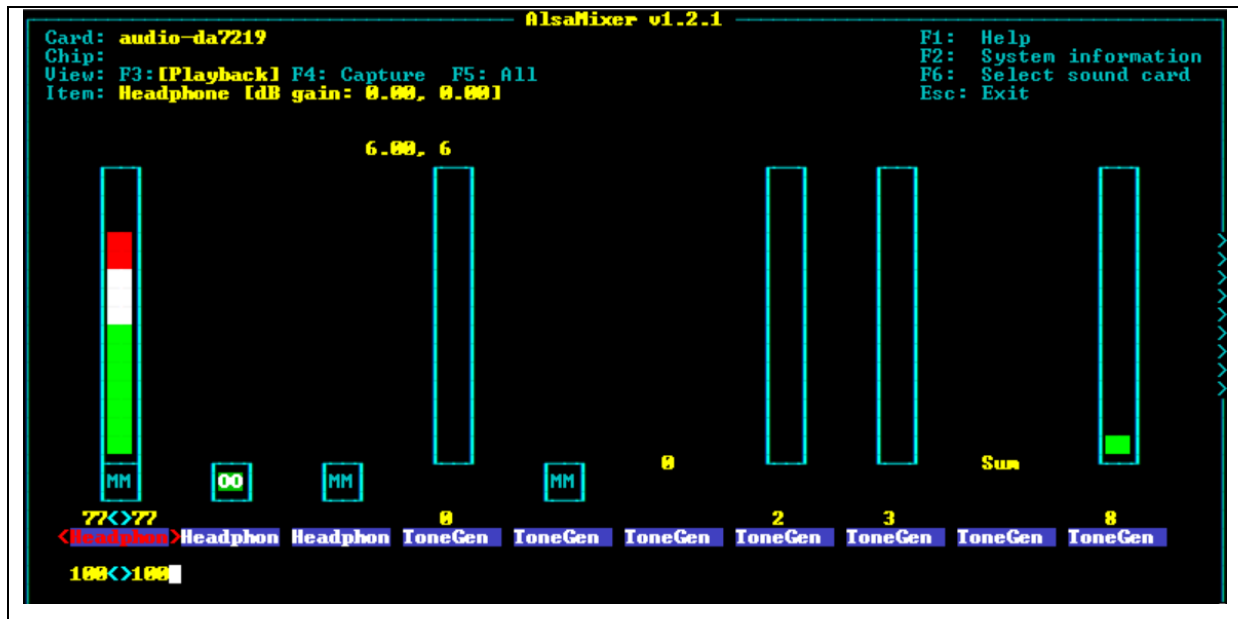 AlsaMixer v1.2.1
Card: audio-da7219 F1: Help
Chip: F2: System information
View: F3:[Playback] F4: Capture F5: All F6: Select sound card
Item: Headphone [dB gain: 0.00, 0.00] Esc: Exit
6.00, 6
0 Sum
MM OO MM MM
77<>77 0 2 3 8
<Headphon>Headphon Headphon ToneGen ToneGen ToneGen ToneGen ToneGen ToneGen ToneGen
100<>100